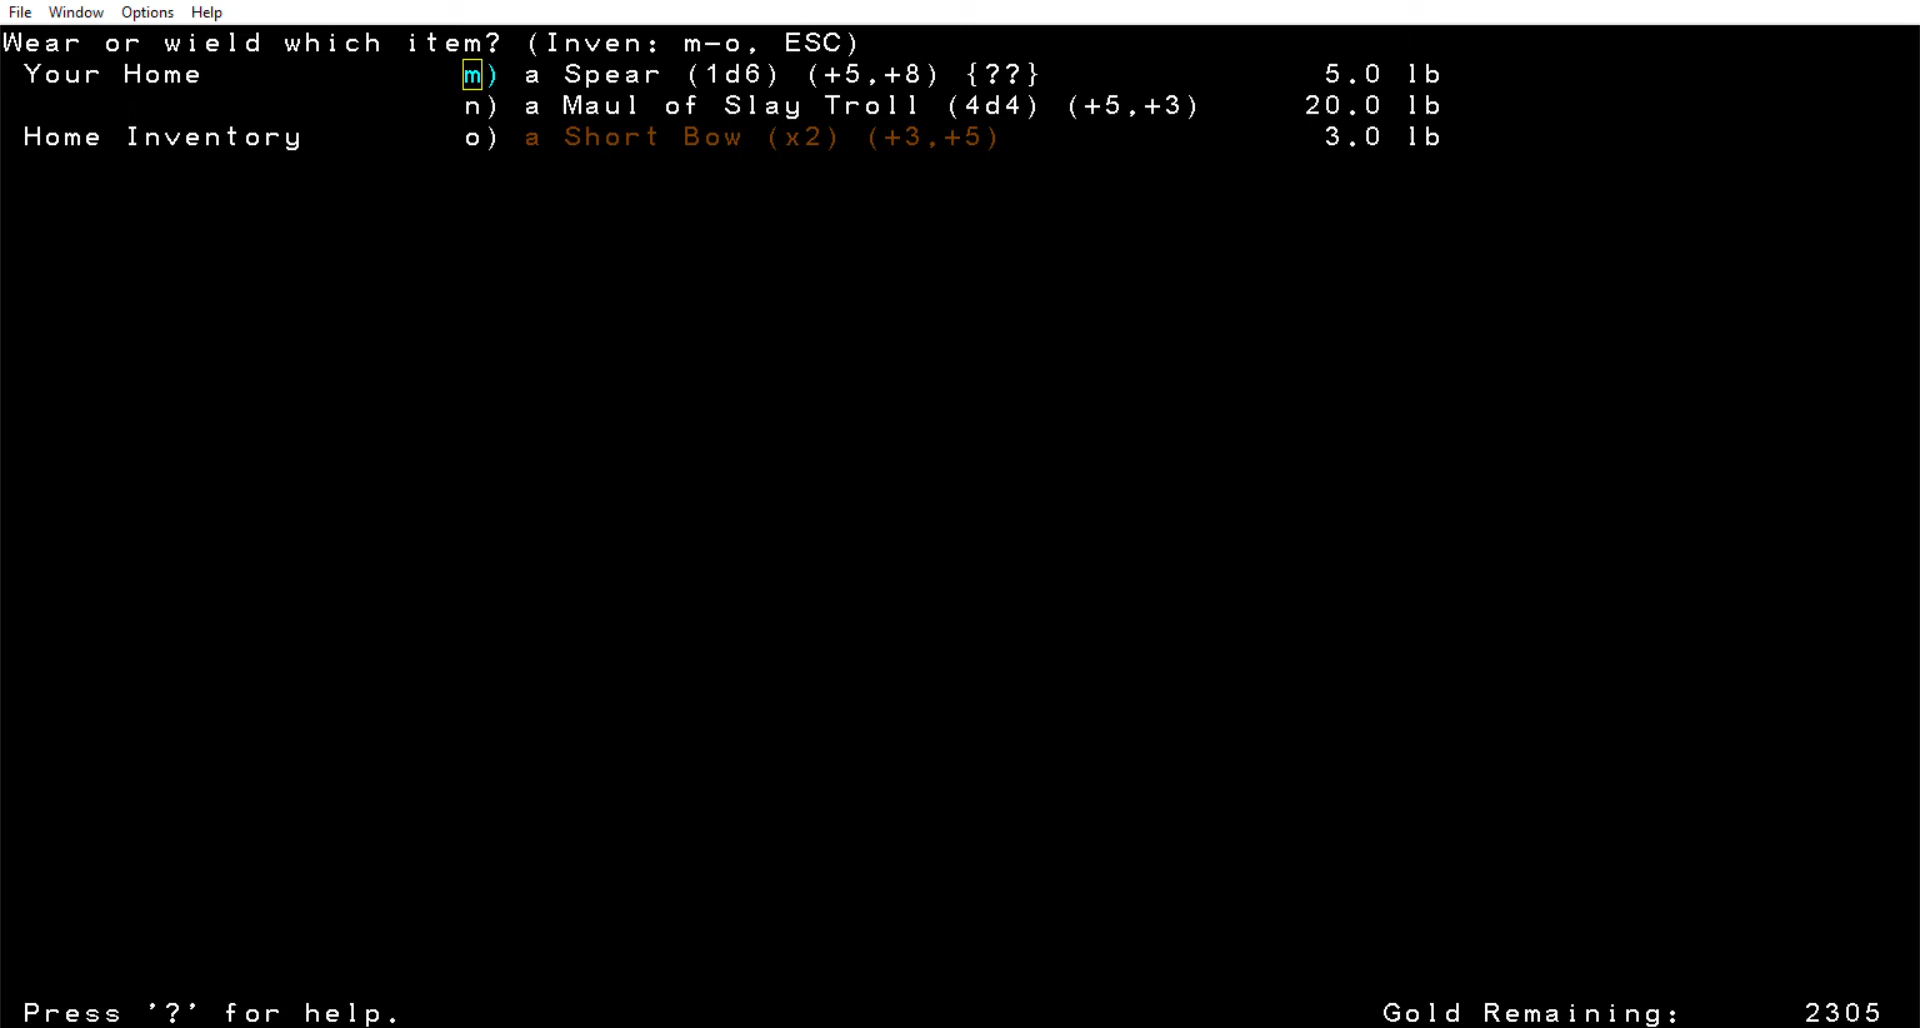 File Window Options Help
Wear or wield which item? (Inven: m-o, ESC)
Your Home m) a Spear (1d6) (+5,+8) {??} 5.0 lb
n) a Maul of Slay Troll (4d4) (+5,+3) 20.0 lb
Home Inventory o) a Short Bow (x2) (+3,+5) 3.0 lb
Press '?' for help. Gold Remaining: 2305